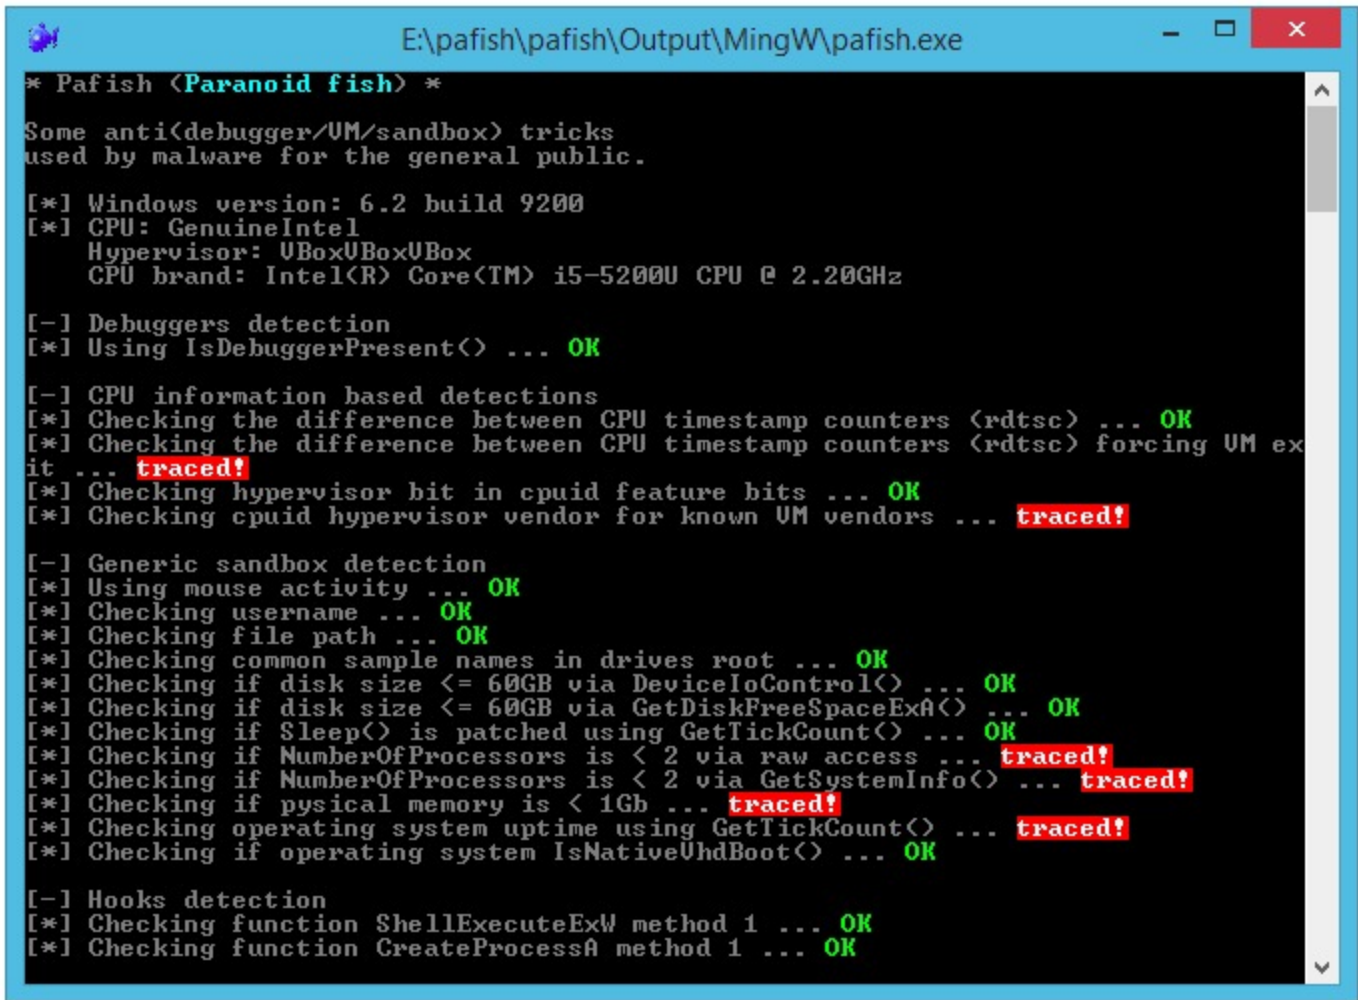 E:\pafish\pafish\Output\MingW\pafish.exe
* Pafish (Paranoid fish) *
Some anti(debugger/VM/sandbox) tricks
used by malware for the general public.
[*] Windows version: 6.2 build 9200
[*] CPU: GenuineIntel
Hypervisor: VBoxVBoxVBox
CPU brand: Intel(R) Core(TM) i5-5200U CPU @ 2.20GHz
[-] Debuggers detection
[*] Using IsDebuggerPresent() ... OK
[-] CPU information based detections
[*] Checking the difference between CPU timestamp counters (rdtsc) ... OK
[*] Checking the difference between CPU timestamp counters (rdtsc) forcing VM ex
it ... traced!
[*] Checking hypervisor bit in cpuid feature bits ... OK
[*] Checking cpuid hypervisor vendor for known VM vendors ... traced!
[-] Generic sandbox detection
[*] Using mouse activity ... OK
[*] Checking username ... OK
[*] Checking file path ... OK
[*] Checking common sample names in drives root ... OK
[*] Checking if disk size <= 60GB via DeviceIoControl() ... OK
[*] Checking if disk size <= 60GB via GetDiskFreeSpaceExA() ... OK
[*] Checking if Sleep() is patched using GetTickCount() ... OK
[*] Checking if NumberOfProcessors is < 2 via raw access ... traced!
[*] Checking if NumberOfProcessors is < 2 via GetSystemInfo() ... traced!
[*] Checking if pysical memory is < 1Gb ... traced!
[*] Checking operating system uptime using GetTickCount() ... traced!
[*] Checking if operating system IsNativeVhdBoot() ... OK
[-] Hooks detection
[*] Checking function ShellExecuteExW method 1 ... OK
[*] Checking function CreateProcessA method 1 ... OK